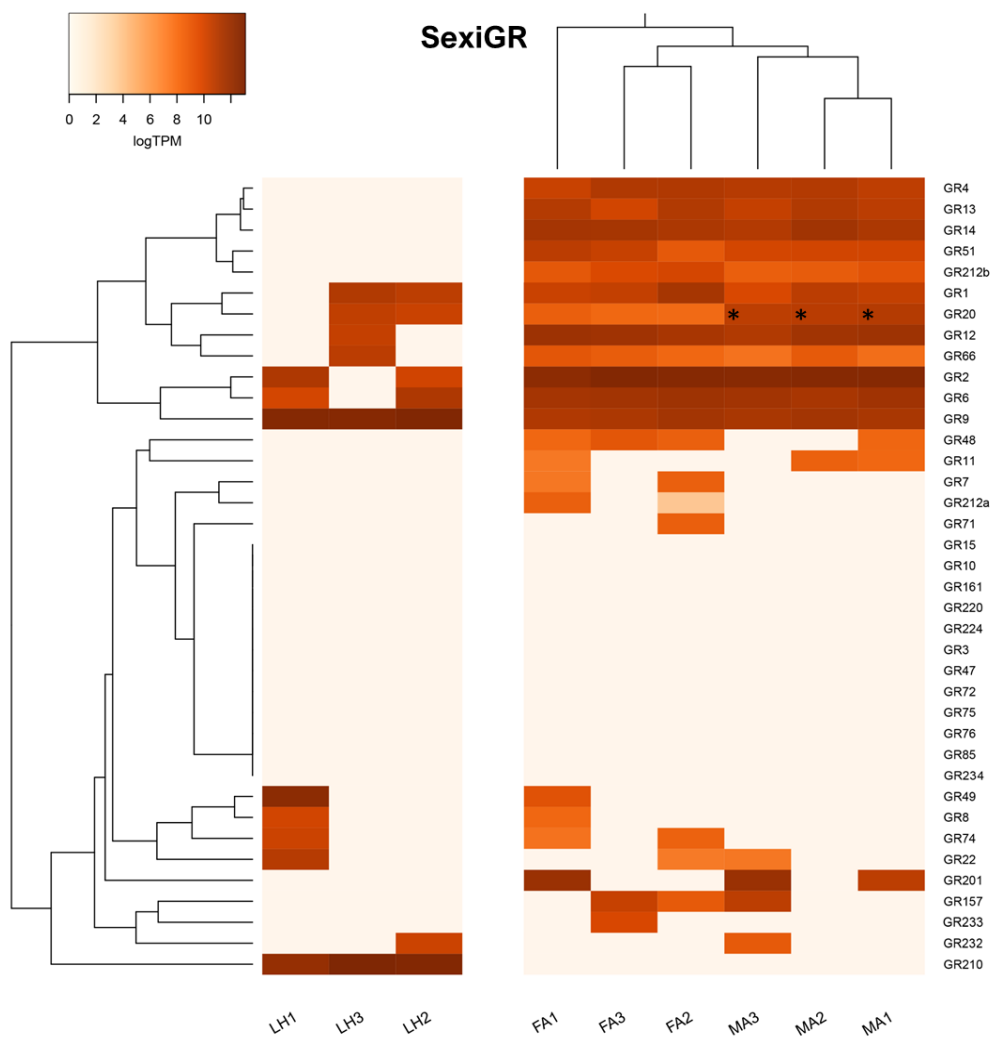 SexiGR
0 2 4 6 8 10
logTPM
GR4
GR13
GR14
GR51
GR212b
GR1
GR20
* * *
GR12
GR66
GR2
GR6
GR9
GR48
GR11
GR7
GR212a
GR71
GR15
GR10
GR161
GR220
GR224
GR3
GR47
GR72
GR75
GR76
GR85
GR234
GR49
GR8
GR74
GR22
GR201
GR157
GR233
GR232
GR210
LH1 LH3 LH2 FA1 FA3 FA2 MA3 MA2 MA1